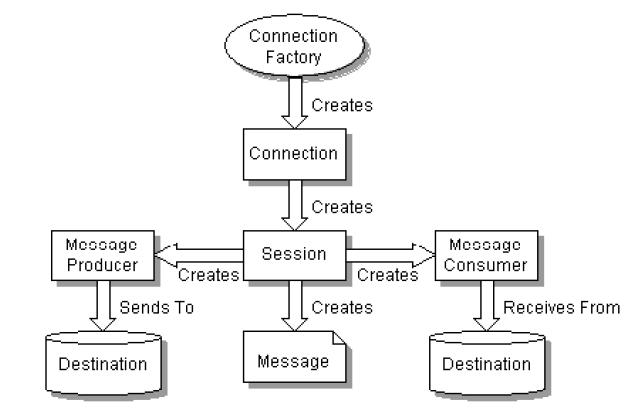 Connection
Factory
Creates
Connection
Creates
Message
Producer
Session
Message
Consumer
Creates
Creates
Sends To
Creates
Receives From
Destination
Message
Destination